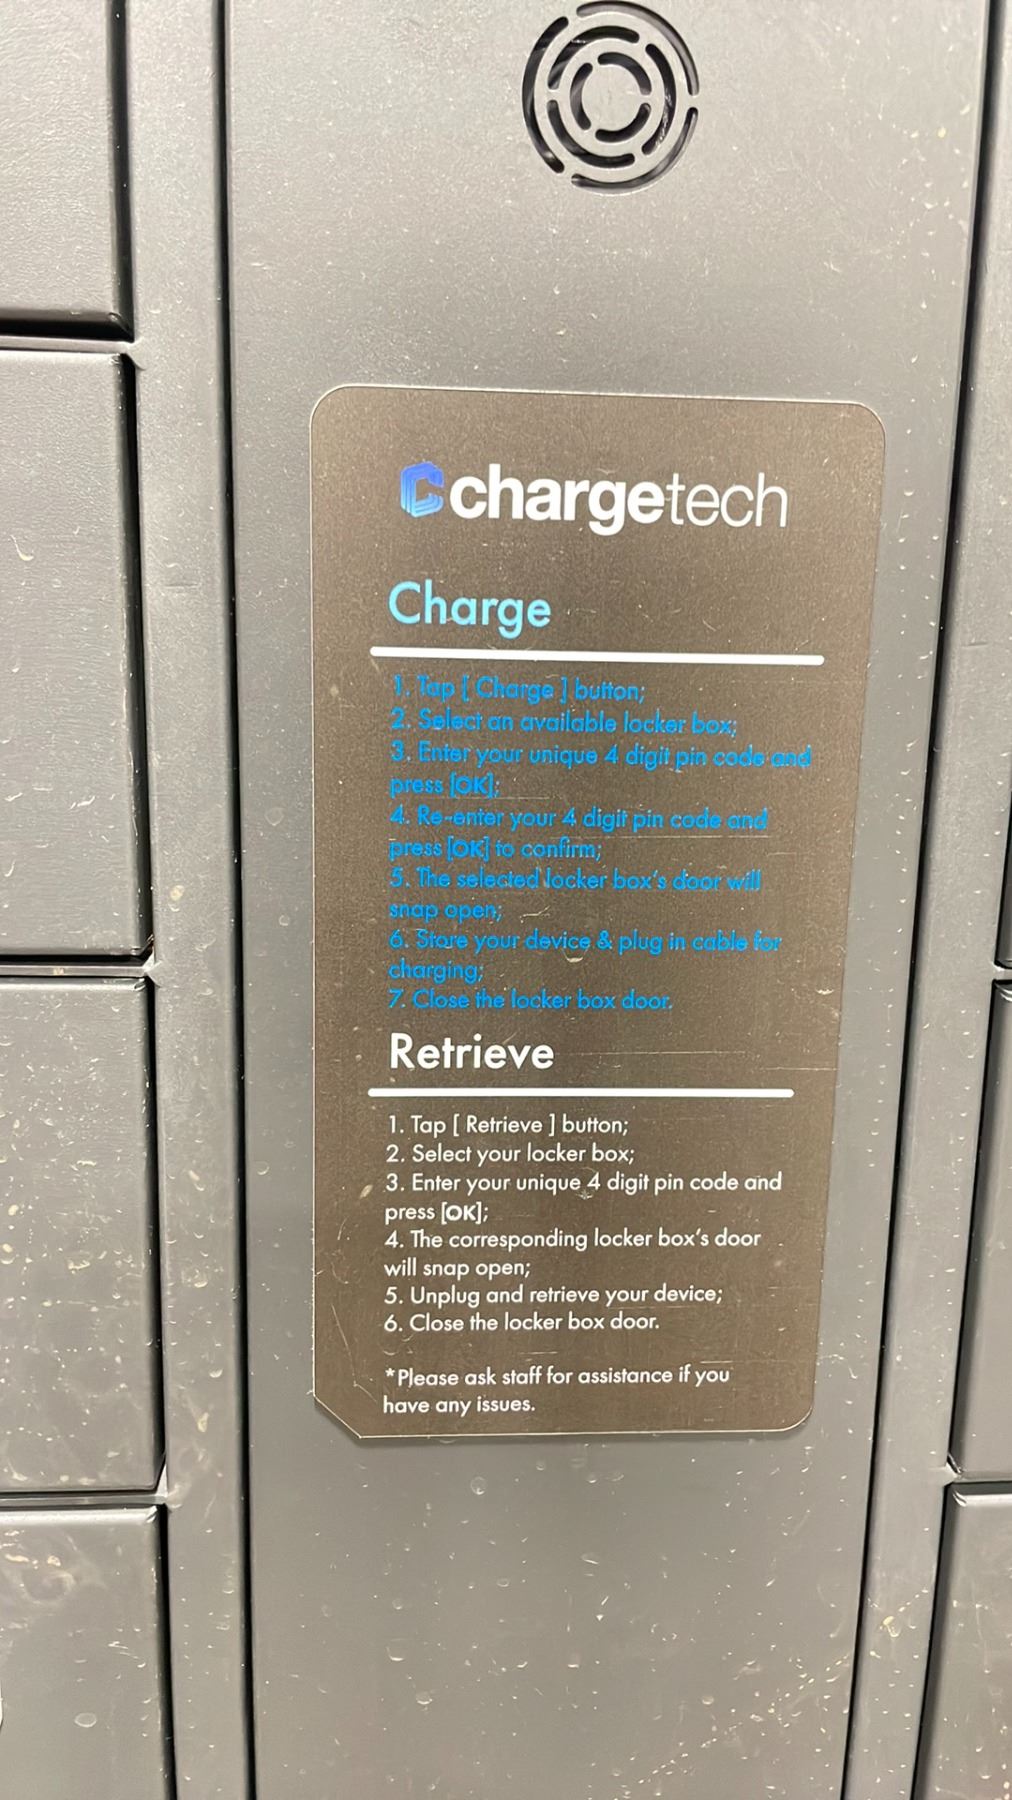 chargetech
Charge
1. Tap [ Charge ] button;
2. Select an available locker box;
3. Enter your unique 4 digit pin code and
press [OK];
4. Re-enter your 4 digit pin code and
press [OK] to confirm;
5. The selected locker box's door will
snap open;
6. Store your device & plug in cable for
charging;
7. Close the locker box door.
Retrieve
1. Tap [ Retrieve ] button;
2. Select your locker box;
3. Enter your unique 4 digit pin code and
press [OK];
4. The corresponding locker box's door
will snap open;
5. Unplug and retrieve your device;
6. Close the locker box door.
*Please ask staff for assistance if you
have any issues.